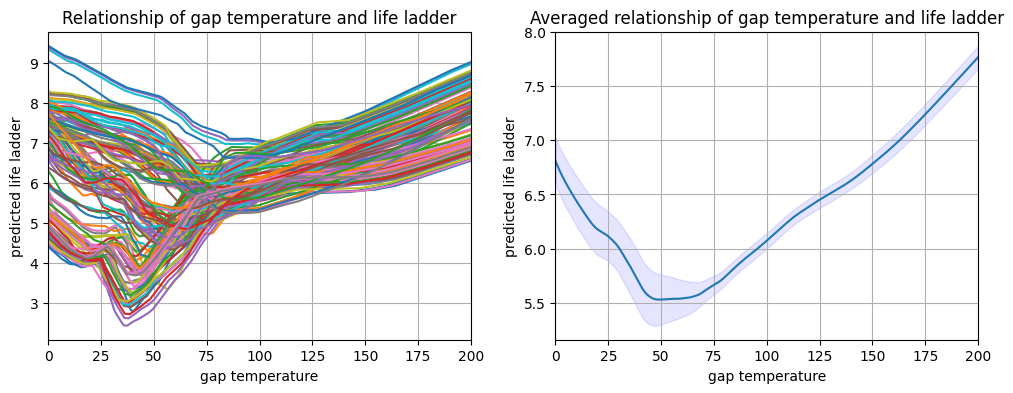 Relationship of gap temperature and life ladder
predicted life ladder
9
8
7
6
5
4
3
0 25 50 75 100 125 150 175 200
gap temperature
Averaged relationship of gap temperature and life ladder
predicted life ladder
8.0
7.5
7.0
6.5
6.0
5.5
0 25 50 75 100 125 150 175 200
gap temperature